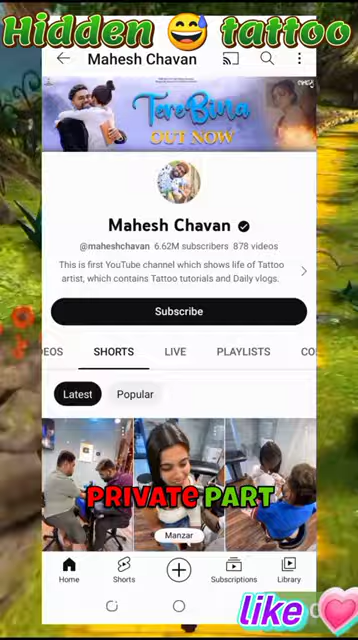 Hidden 😅 tattoo
Mahesh Chavan
Tere Bina
OUT NOW
Mahesh Chavan
@maheshchavan 6.62M subscribers 878 videos
This is first YouTube channel which shows life of Tattoo
artist, which contains Tattoo tutorials and Daily vlogs.
Subscribe
EOS SHORTS LIVE PLAYLISTS CO
Latest Popular
PRIVATE PART
Manzar
Home Shorts Subscriptions Library
like